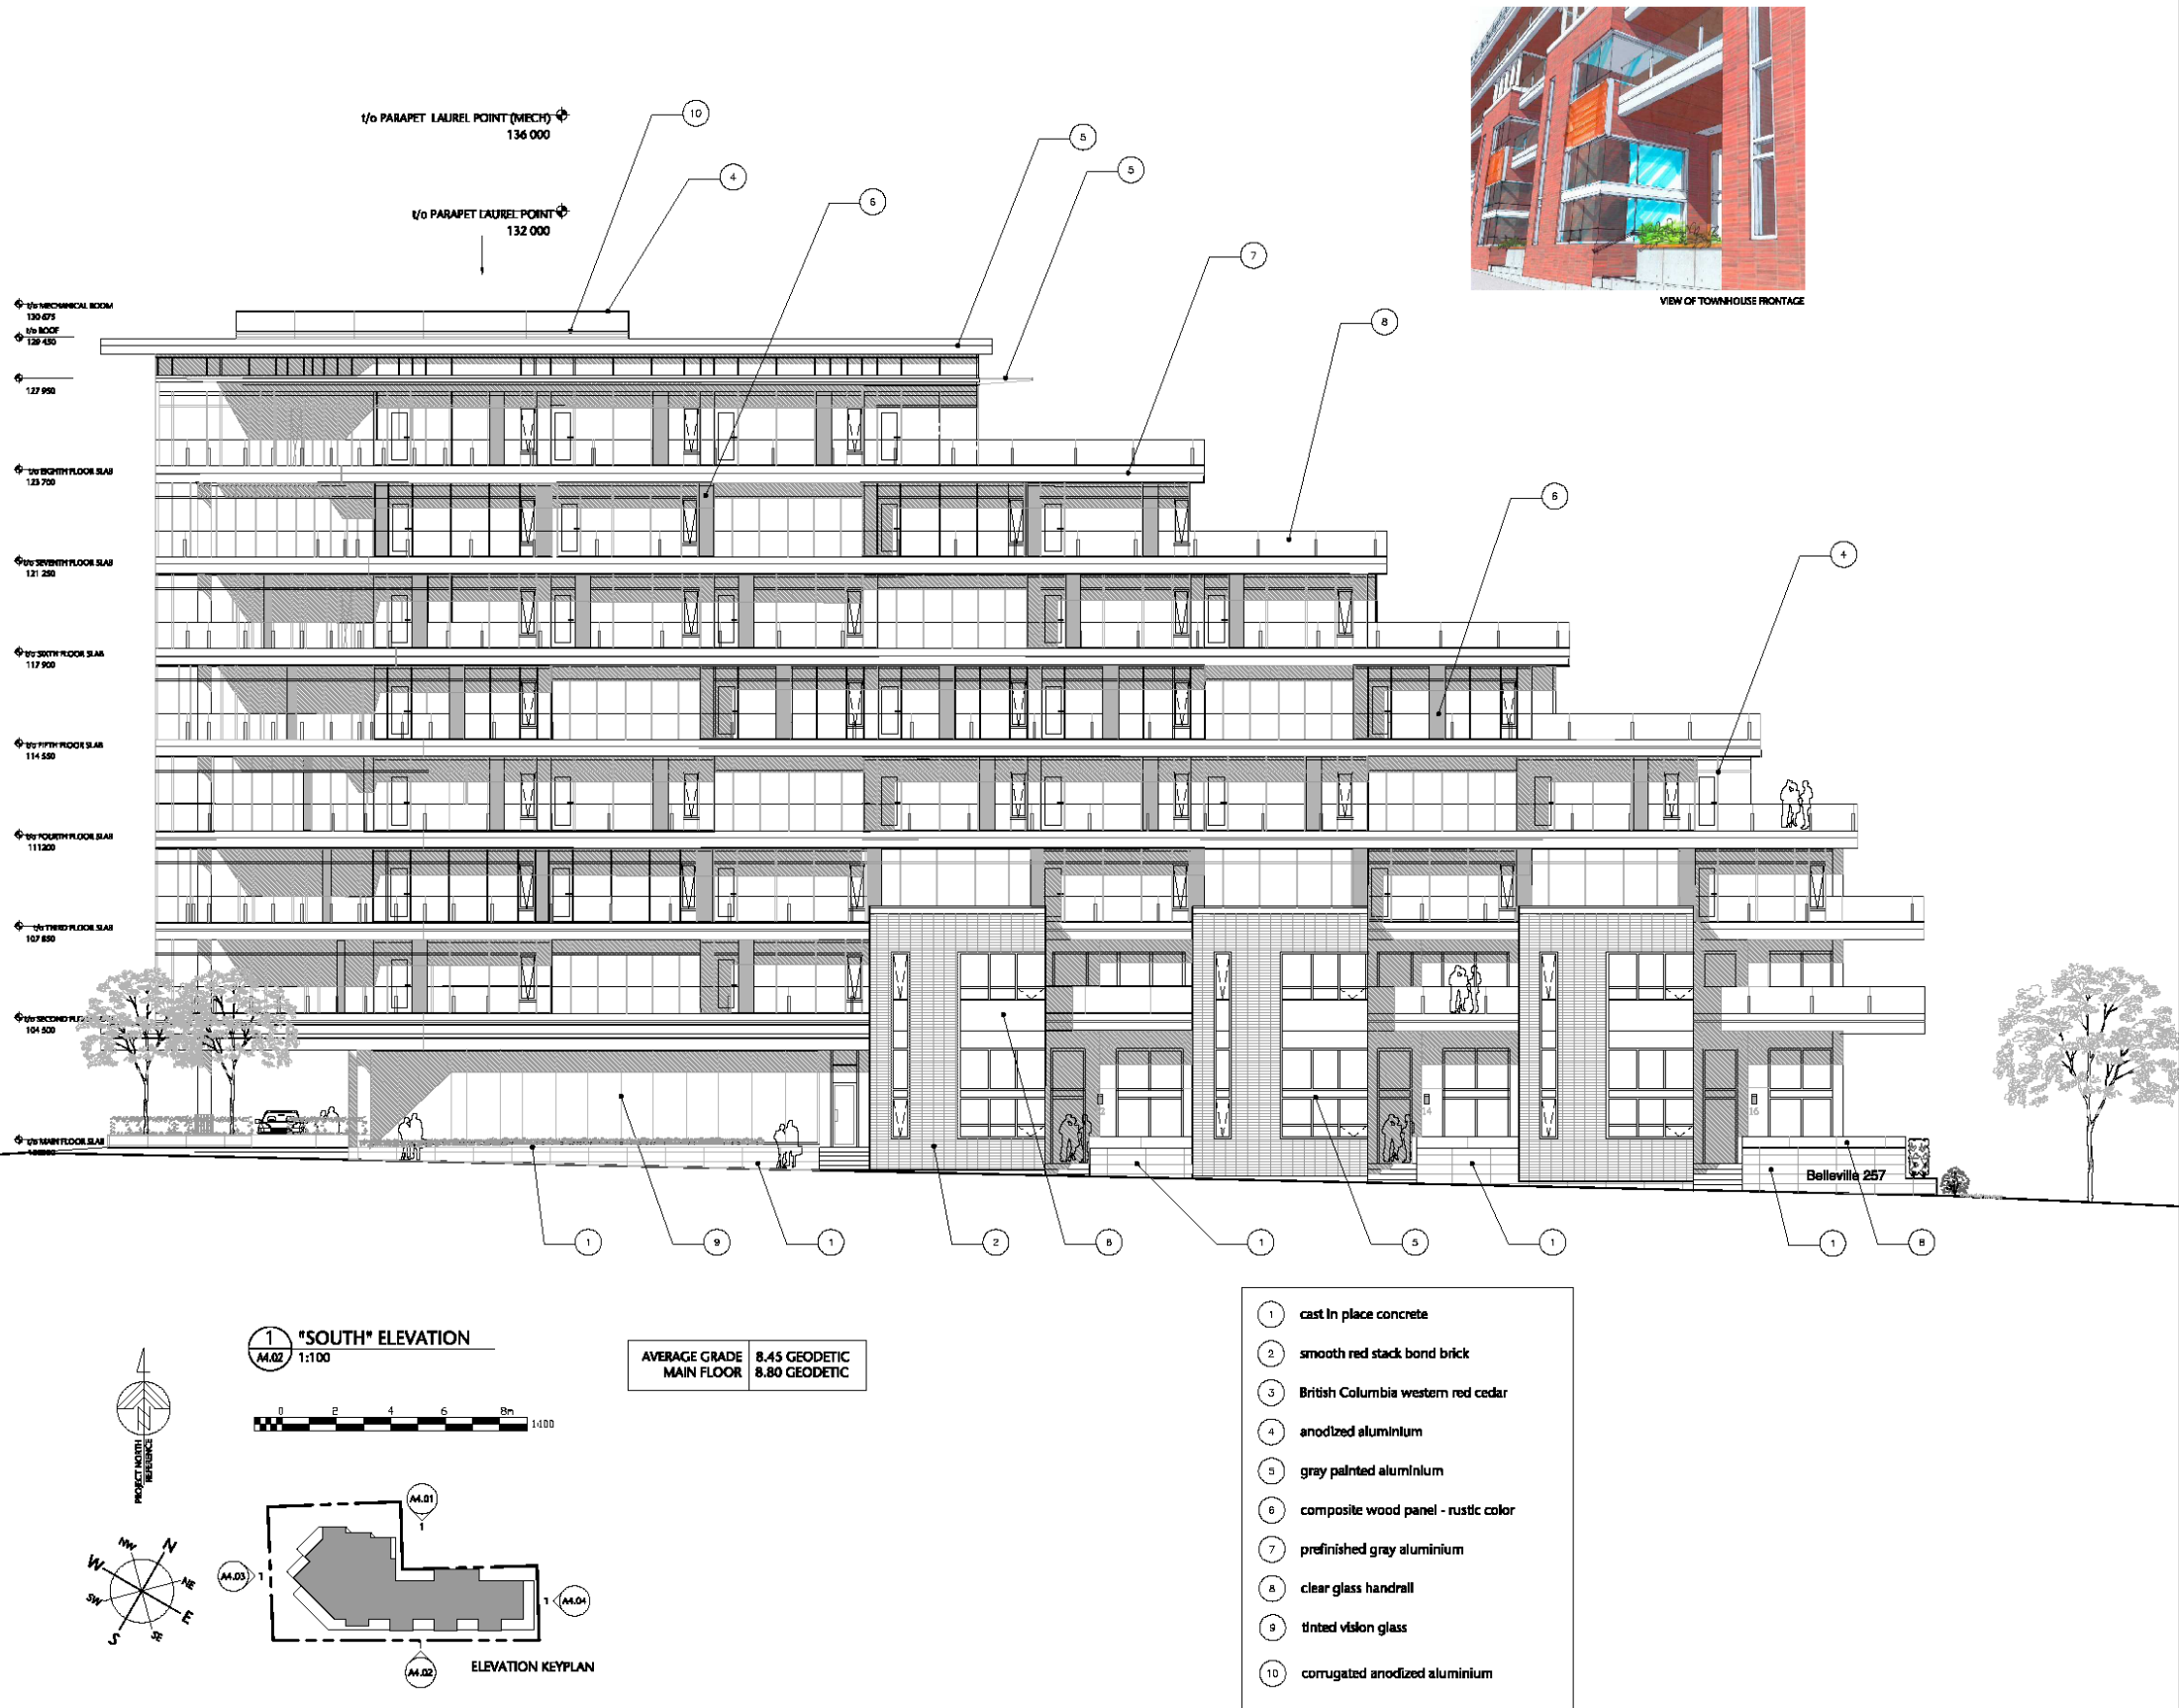 t/o PARAPET LAUREL POINT (MECH)
136 000
t/o PARAPET LAUREL POINT
132 000
10
4
6
5
5
7
8
6
4
VIEW OF TOWNHOUSE FRONTAGE
t/o MECHANICAL ROOM
130 675
t/o ROOF
129 450
127 950
t/o EIGHTH FLOOR SLAB
123 700
t/o SEVENTH FLOOR SLAB
121 250
t/o SIXTH FLOOR SLAB
117 900
t/o FIFTH FLOOR SLAB
114 550
t/o FOURTH FLOOR SLAB
111200
t/o THIRD FLOOR SLAB
107 850
t/o SECOND
104 500
t/o MAIN FLOOR SLAB
14
16
Belleville 257
1
9
1
2
1
5
1
1
8
1
A4.02
"SOUTH" ELEVATION
1:100
AVERAGE GRADE 8.45 GEODETIC
MAIN FLOOR 8.80 GEODETIC
PROJECT NORTH
REFERENCE
0 2 4 6 8m
1:100
N
NE
E
SE
S
SW
W
NW
A4.01
1
A4.03 1
1 A4.04
A4.02
ELEVATION KEYPLAN
1 cast in place concrete
2 smooth red stack bond brick
3 British Columbia western red cedar
4 anodized aluminium
5 gray painted aluminium
6 composite wood panel - rustic color
7 prefinished gray aluminium
8 clear glass handrail
9 tinted vision glass
10 corrugated anodized aluminium